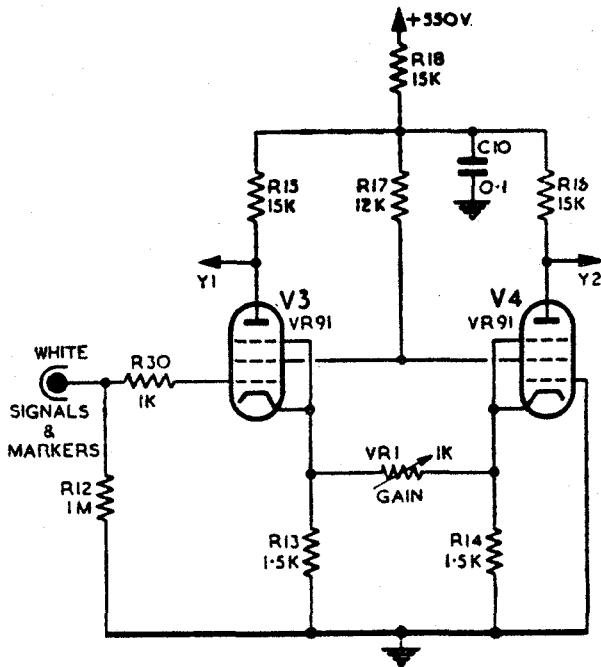 +550V.
R18
15K
C10
0·1
R15
15K
R17
12K
R16
15K
Y1
Y2
V3
VR91
V4
VR91
WHITE
SIGNALS
&
MARKERS
R30
1K
VR1 1K
GAIN
R12
1M
R13
1·5K
R14
1·5K